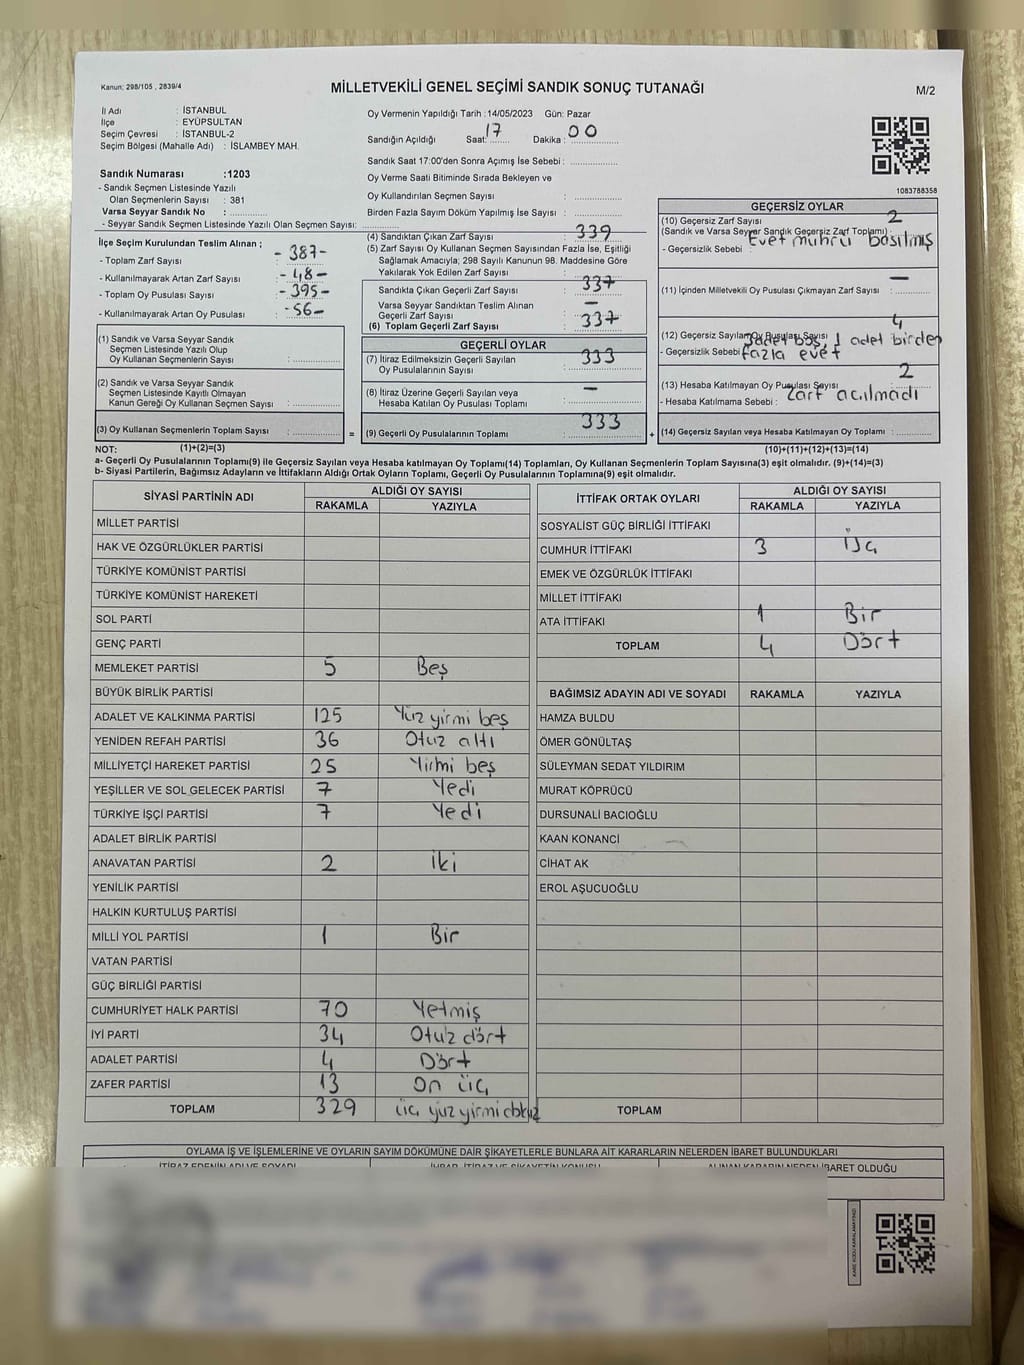 Kanun: 298/105 , 2839/4
MİLLETVEKİLİ GENEL SEÇİMİ SANDIK SONUÇ TUTANAĞI
M/2
İl Adı : İSTANBUL
İlçe : EYÜPSULTAN
Seçim Çevresi : İSTANBUL-2
Seçim Bölgesi (Mahalle Adı) : İSLAMBEY MAH.
Sandık Numarası :1203
- Sandık Seçmen Listesinde Yazılı
Olan Seçmenlerin Sayısı : 381
Varsa Seyyar Sandık No :
- Seyyar Sandık Seçmen Listesinde Yazılı Olan Seçmen Sayısı:
Oy Vermenin Yapıldığı Tarih :14/05/2023 Gün: Pazar
Sandığın Açıldığı Saat: 17 Dakika : 00
Sandık Saat 17:00'den Sonra Açımış İse Sebebi :
Oy Verme Saati Bitiminde Sırada Bekleyen ve
Oy Kullandırılan Seçmen Sayısı :
Birden Fazla Sayım Döküm Yapılmış İse Sayısı :
1083788358
İlçe Seçim Kurulundan Teslim Alınan ;
- Toplam Zarf Sayısı : - 387-
- Kullanılmayarak Artan Zarf Sayısı : - 48-
- Toplam Oy Pusulası Sayısı : - 395-
- Kullanılmayarak Artan Oy Pusulası : -56-
(1) Sandık ve Varsa Seyyar Sandık
Seçmen Listesinde Yazılı Olup
Oy Kullanan Seçmenlerin Sayısı :
(2) Sandık ve Varsa Seyyar Sandık
Seçmen Listesinde Kayıtlı Olmayan
Kanun Gereği Oy Kullanan Seçmen Sayısı :
(3) Oy Kullanan Seçmenlerin Toplam Sayısı :
(4) Sandıktan Çıkan Zarf Sayısı : 339
(5) Zarf Sayısı Oy Kullanan Seçmen Sayısından Fazla İse, Eşitliği
Sağlamak Amacıyla; 298 Sayılı Kanunun 98. Maddesine Göre
Yakılarak Yok Edilen Zarf Sayısı :
Sandıkta Çıkan Geçerli Zarf Sayısı : 337
Varsa Seyyar Sandıktan Teslim Alınan
Geçerli Zarf Sayısı : —
(6) Toplam Geçerli Zarf Sayısı : 337
GEÇERLİ OYLAR
(7) İtiraz Edilmeksizin Geçerli Sayılan
Oy Pusulasının Sayısı : 333
(8) İtiraz Üzerine Geçerli Sayılan veya
Hesaba Katılan Oy Pusulası Toplamı : —
= (9) Geçerli Oy Pusulalarının Toplamı : 333 +
GEÇERSİZ OYLAR
(10) Geçersiz Zarf Sayısı 2
(Sandık ve Varsa Seyyar Sandık Geçersiz Zarf Toplamı) :
- Geçersizlik Sebebi : Evet mührü basılmış
(11) İçinden Milletvekili Oy Pusulası Çıkmayan Zarf Sayısı : —
(12) Geçersiz Sayılan Oy Pusulası Sayısı : 4
- Geçersizlik Sebebi : 3 adet boş, 1 adet birden
fazla evet
(13) Hesaba Katılmayan Oy Pusulası Sayısı : 2
- Hesaba Katılmama Sebebi : Zarf açılmadı
(14) Geçersiz Sayılan veya Hesaba Katılmayan Oy Toplamı :
NOT: (1)+(2)=(3) (10)+(11)+(12)+(13)=(14)
a- Geçerli Oy Pusulalarının Toplamı(9) ile Geçersiz Sayılan veya Hesaba katılmayan Oy Toplamı(14) Toplamları, Oy Kullanan Seçmenlerin Toplam Sayısına(3) eşit olmalıdır. (9)+(14)=(3)
b- Siyasi Partilerin, Bağımsız Adayların ve İttifakların Aldığı Ortak Oyların Toplamı, Geçerli Oy Pusulalarının Toplamına(9) eşit olmalıdır.
SİYASİ PARTİNİN ADI ALDIĞI OY SAYISI
RAKAMLA YAZIYLA
MİLLET PARTİSİ
HAK VE ÖZGÜRLÜKLER PARTİSİ
TÜRKİYE KOMÜNİST PARTİSİ
TÜRKİYE KOMÜNİST HAREKETİ
SOL PARTİ
GENÇ PARTİ
MEMLEKET PARTİSİ 5 Beş
BÜYÜK BİRLİK PARTİSİ
ADALET VE KALKINMA PARTİSİ 125 Yüz yirmi beş
YENİDEN REFAH PARTİSİ 36 Otuz altı
MİLLİYETÇİ HAREKET PARTİSİ 25 Yirmi beş
YEŞİLLER VE SOL GELECEK PARTİSİ 7 Yedi
TÜRKİYE İŞÇİ PARTİSİ 7 Yedi
ADALET BİRLİK PARTİSİ
ANAVATAN PARTİSİ 2 İki
YENİLİK PARTİSİ
HALKIN KURTULUŞ PARTİSİ
MİLLİ YOL PARTİSİ 1 Bir
VATAN PARTİSİ
GÜÇ BİRLİĞİ PARTİSİ
CUMHURİYET HALK PARTİSİ 70 Yetmiş
İYİ PARTİ 34 Otuz dört
ADALET PARTİSİ 4 Dört
ZAFER PARTİSİ 13 On üç
TOPLAM 329 üç yüz yirmi dokuz
İTTİFAK ORTAK OYLARI ALDIĞI OY SAYISI
RAKAMLA YAZIYLA
SOSYALİST GÜÇ BİRLİĞİ İTTİFAKI
CUMHUR İTTİFAKI 3 Üç
EMEK VE ÖZGÜRLÜK İTTİFAKI
MİLLET İTTİFAKI
ATA İTTİFAKI 1 Bir
TOPLAM 4 Dört
BAĞIMSIZ ADAYIN ADI VE SOYADI RAKAMLA YAZIYLA
HAMZA BULDU
ÖMER GÖNÜLTAŞ
SÜLEYMAN SEDAT YILDIRIM
MURAT KÖPRÜCÜ
DURSUNALİ BACIOĞLU
KAAN KONANCİ
CİHAT AK
EROL AŞUCUOĞLU
TOPLAM
OYLAMA İŞ VE İŞLEMLERİNE VE OYLARIN SAYIM DÖKÜMÜNE DAİR ŞİKAYETLERLE BUNLARA AİT KARARLARIN NELERDEN İBARET BULUNDUKLARI
İTİRAZ EDENİN ADI VE SOYADI İHBAR, İTİRAZ VE ŞİKAYETİN KONUSU ALINAN KARARIN NEDEN İBARET OLDUĞU
KARE KODU KARALAMAYINIZ!